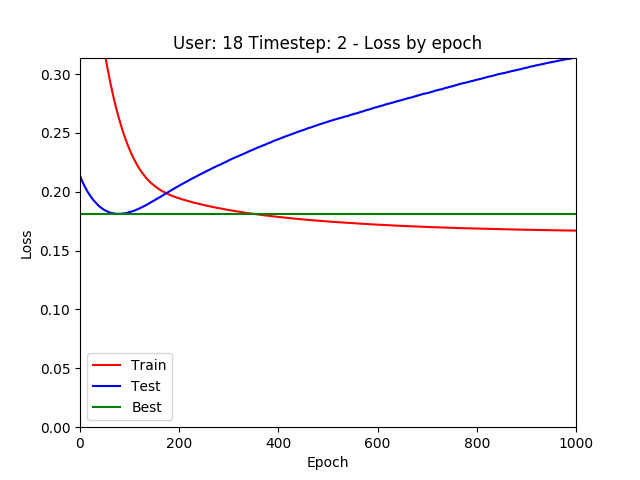 User: 18 Timestep: 2 - Loss by epoch
0.30
0.25
0.20
0.15
0.10
0.05
0.00
Loss
Train
Test
Best
0 200 400 600 800 1000
Epoch